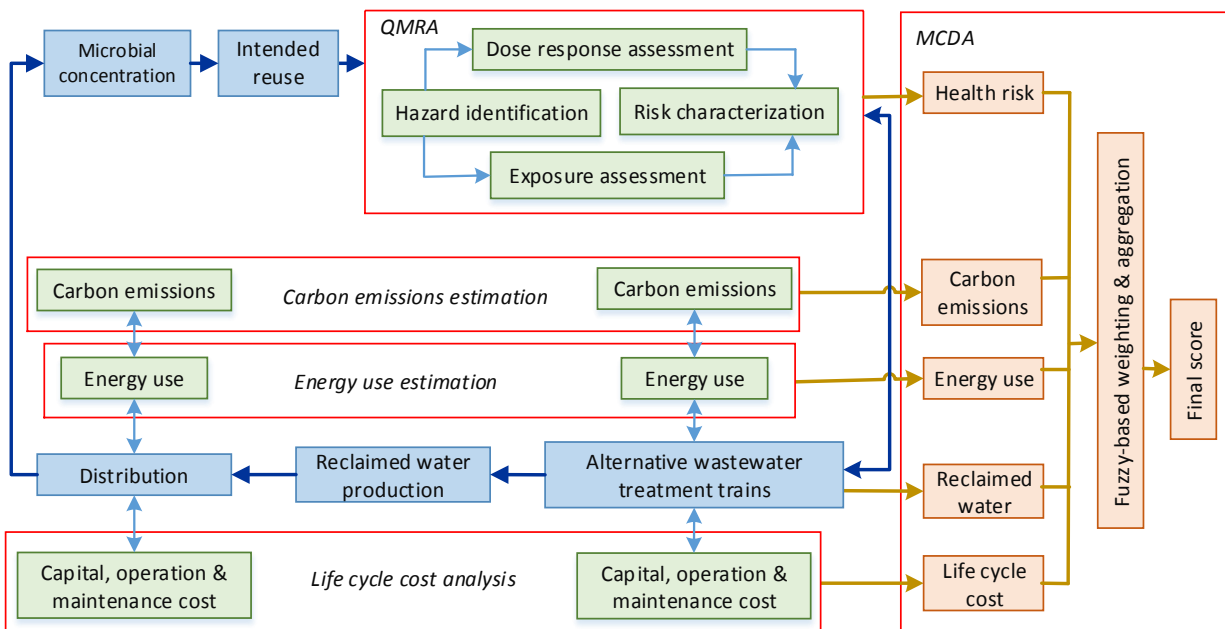 QMRA
MCDA
Microbial
concentration
Intended
reuse
Dose response assessment
Hazard identification
Risk characterization
Exposure assessment
Health risk
Carbon emissions
Carbon emissions estimation
Carbon emissions
Carbon
emissions
Energy use
Energy use estimation
Energy use
Energy use
Distribution
Reclaimed water
production
Alternative wastewater
treatment trains
Reclaimed
water
Capital, operation &
maintenance cost
Life cycle cost analysis
Capital, operation &
maintenance cost
Life cycle
cost
Fuzzy-based weighting & aggregation
Final score